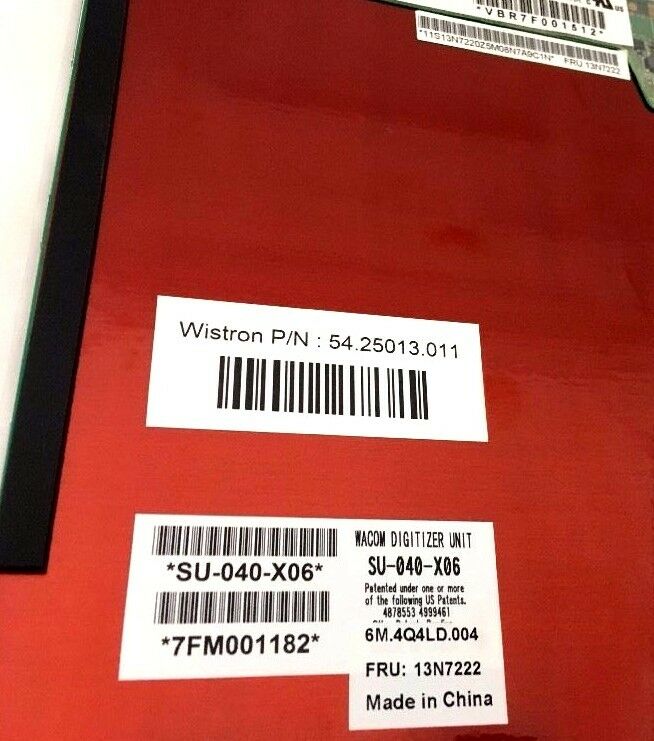 *VBR7F001512*
FRU 13N7222
Wistron P/N : 54.25013.011
*SU-040-X06*
*7FM001182*
WACOM DIGITIZER UNIT
SU-040-X06
Patented under one or more
of the following US Patents.
4878553 4999461
6M.4Q4LD.004
FRU: 13N7222
Made in China